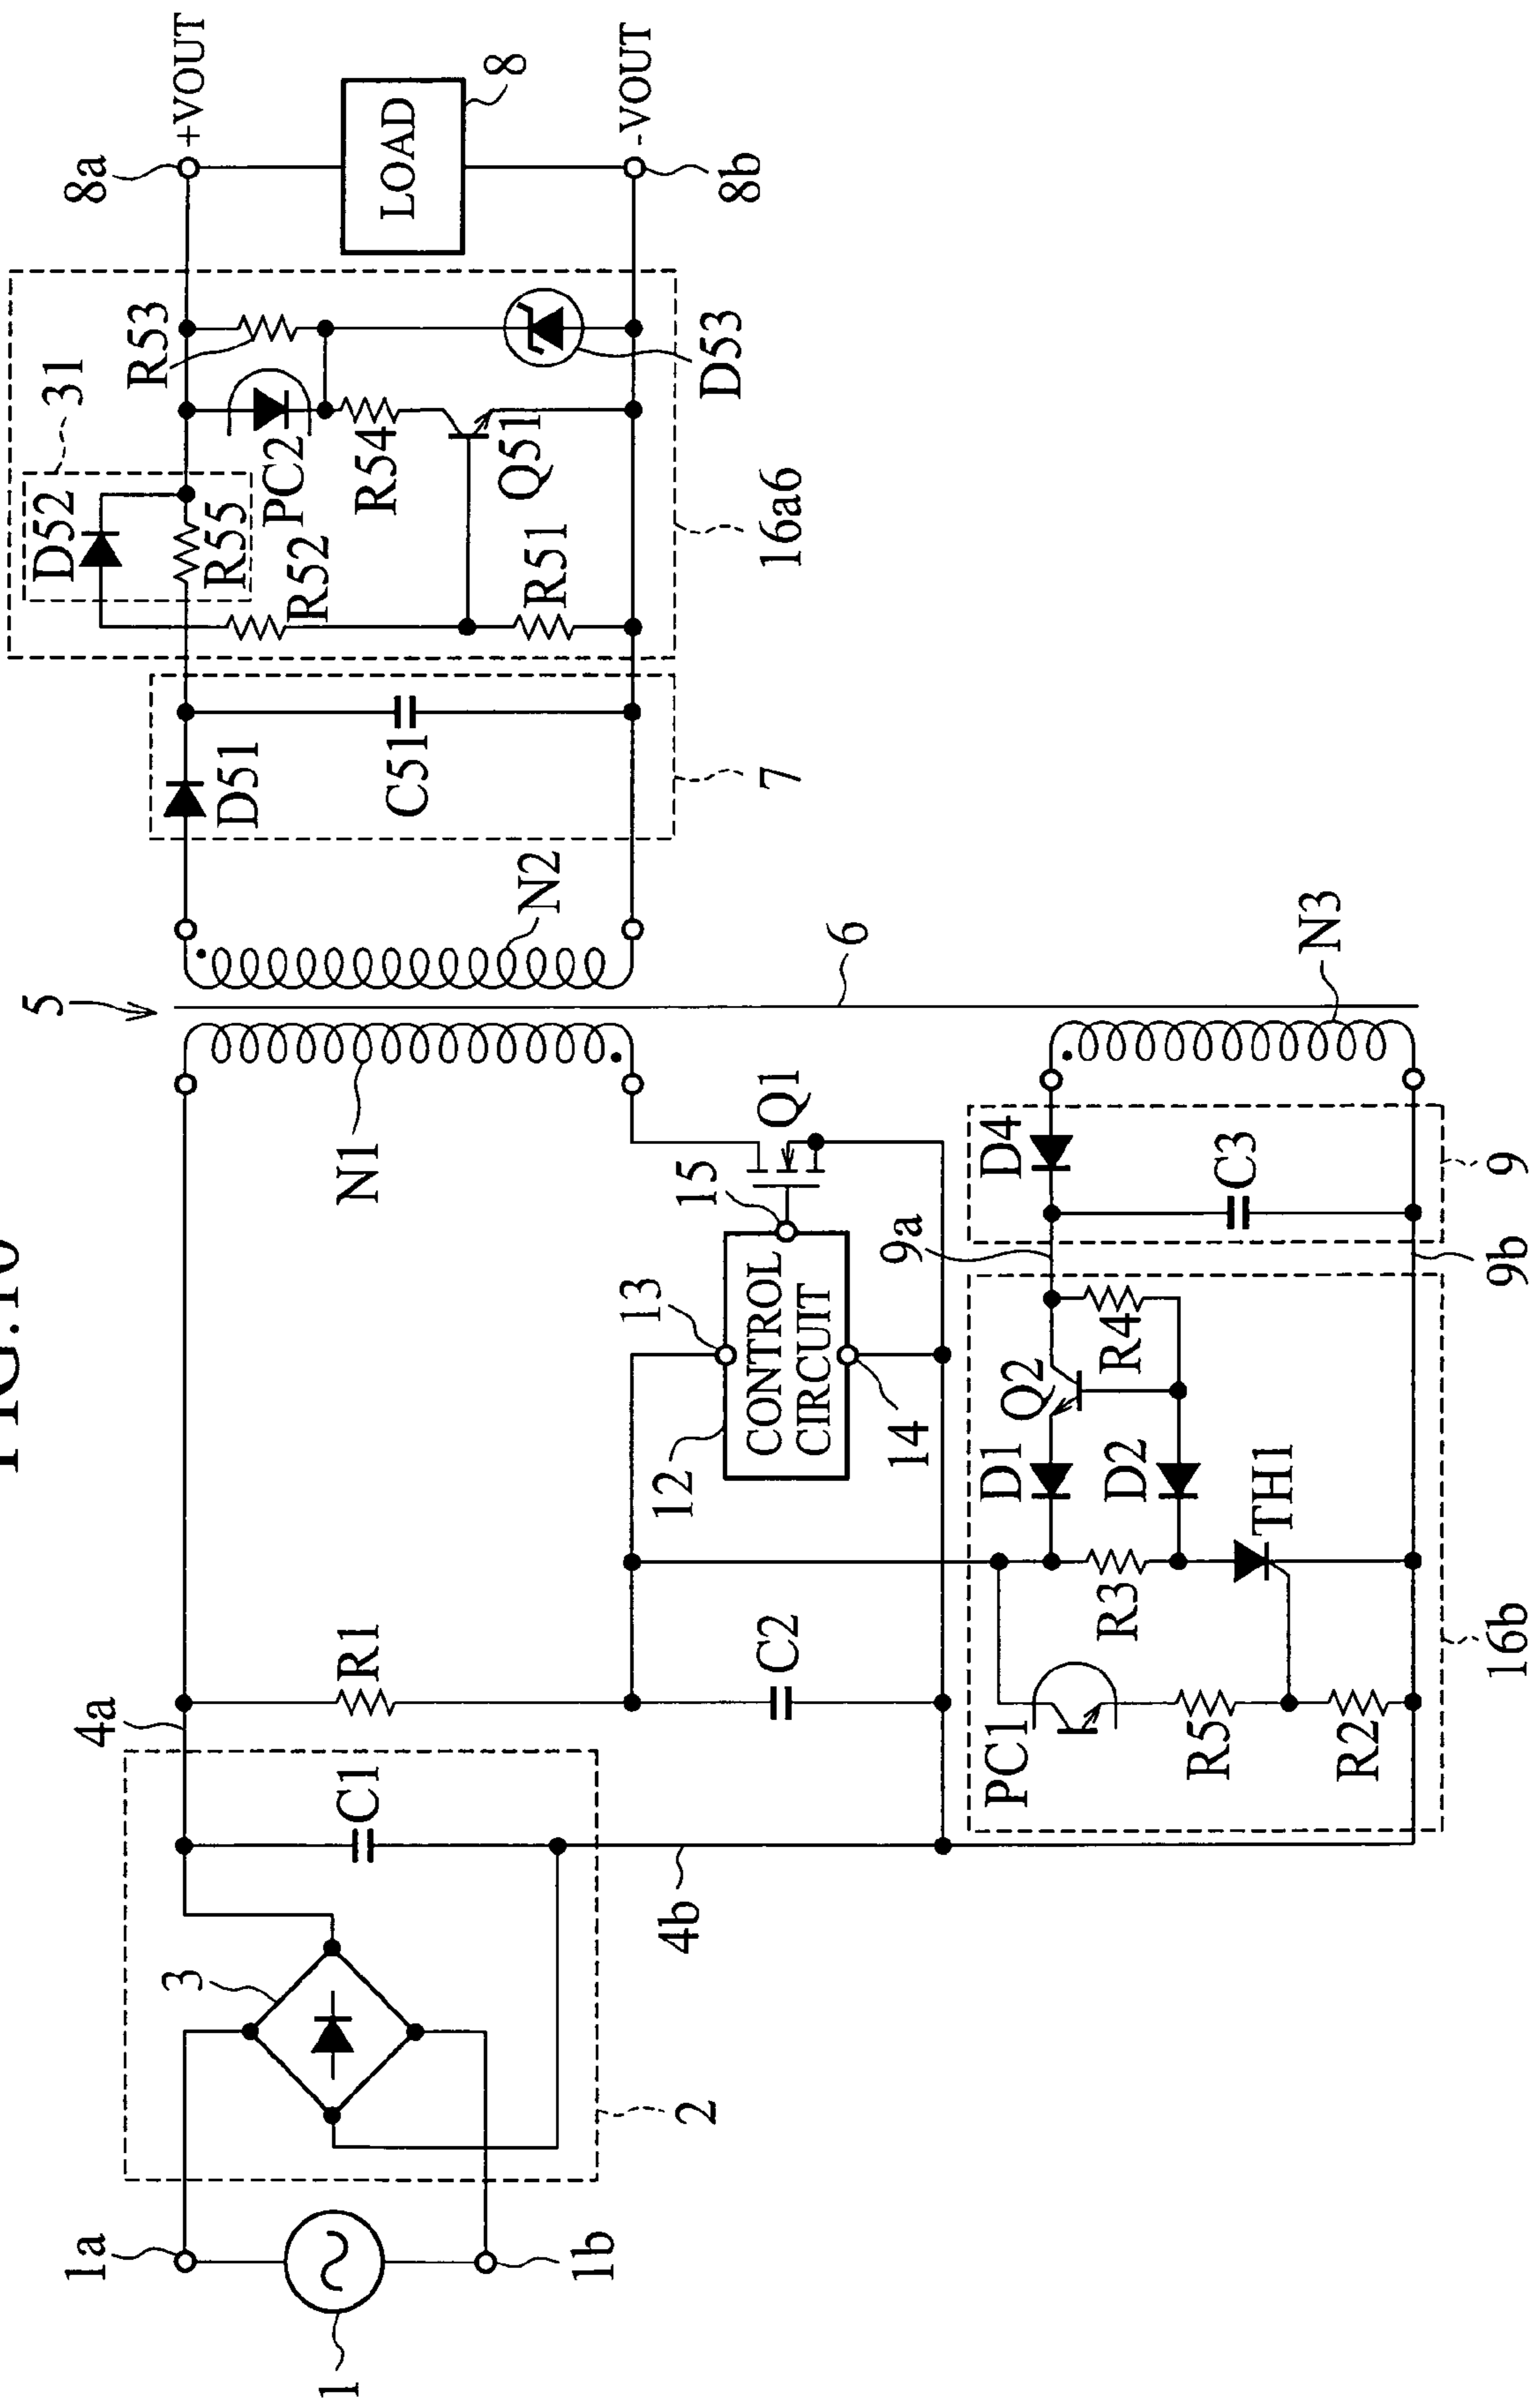 5
4a
8a
+VOUT
1a
3
C1
R1
N1
N2
D51
C51
D52
31
R53
R55
R52
PC2
R54
Q51
R51
D53
LOAD
8
1
1b
2
4b
C2
12
13
CONTROL
CIRCUIT
14
15
Q1
6
7
16a6
8b
-VOUT
PC1
R5
R2
R3
D1
D2
TH1
Q2
R4
9a
D4
C3
N3
16b
9b
9